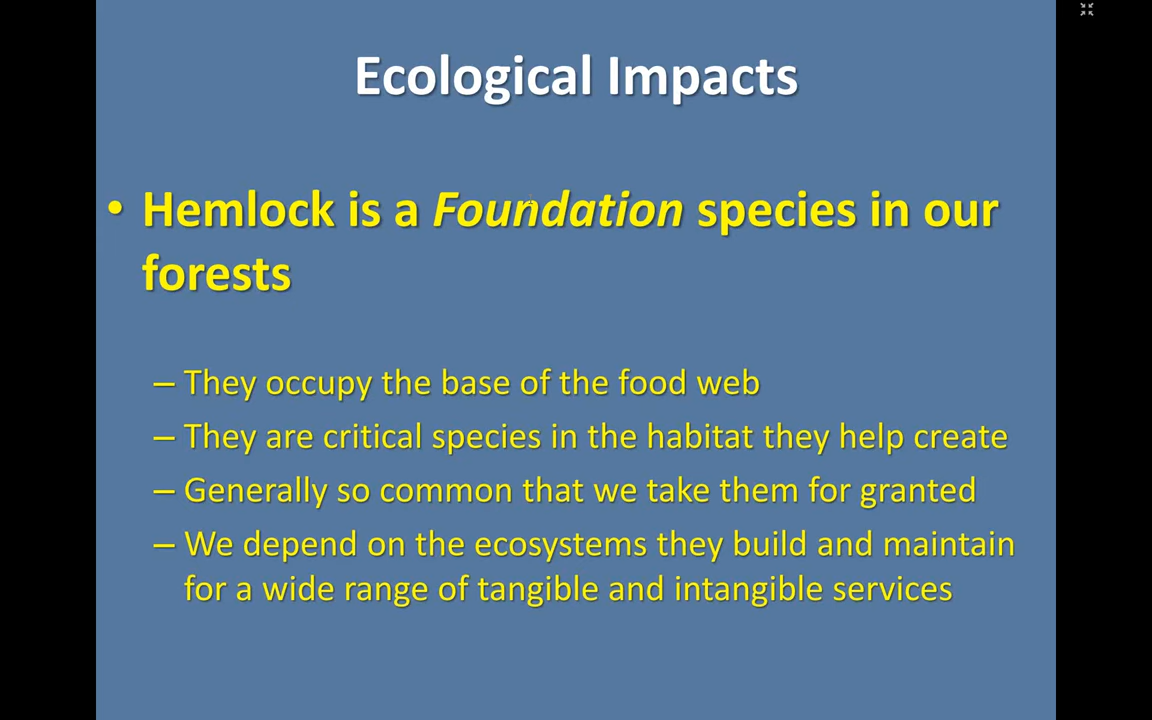 Ecological Impacts
• Hemlock is a Foundation species in our
forests
– They occupy the base of the food web
– They are critical species in the habitat they help create
– Generally so common that we take them for granted
– We depend on the ecosystems they build and maintain
for a wide range of tangible and intangible services